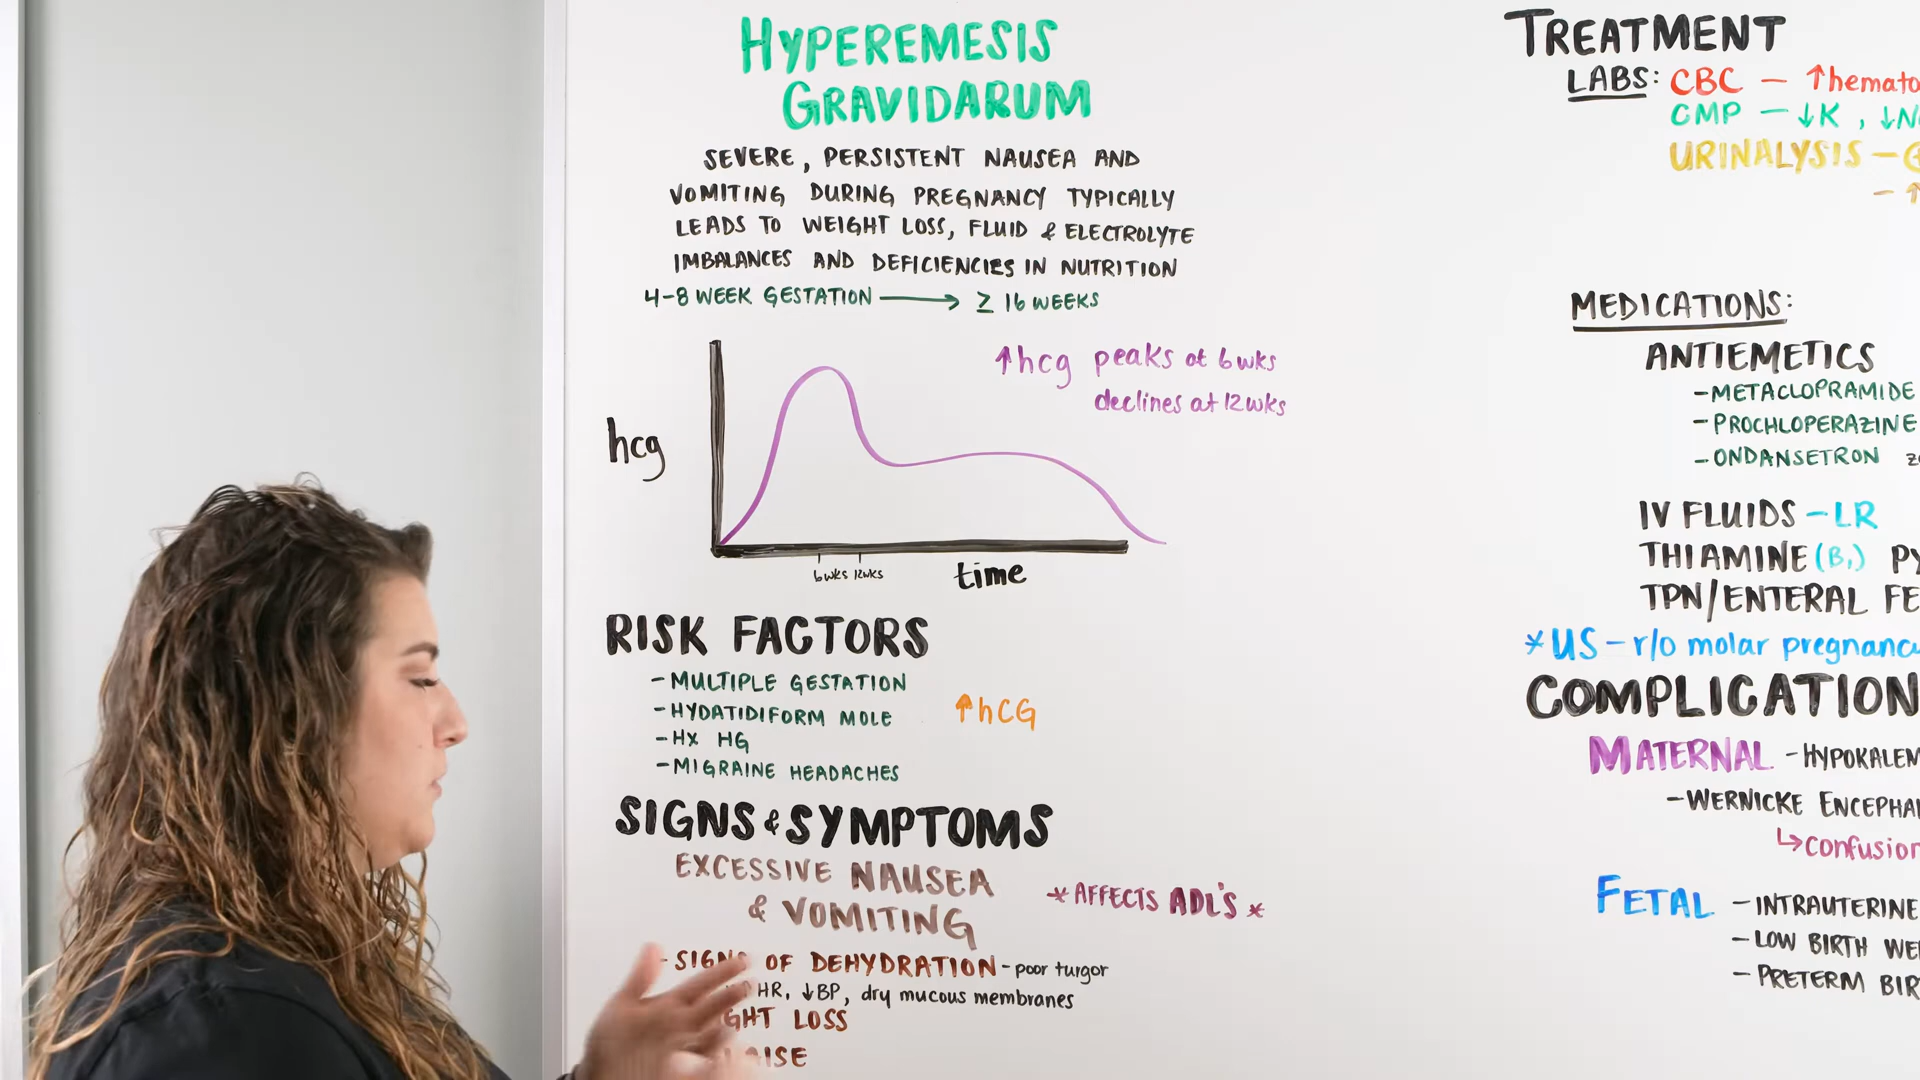 HYPEREMESIS
GRAVIDARUM
SEVERE, PERSISTENT NAUSEA AND
VOMITING DURING PREGNANCY TYPICALLY
LEADS TO WEIGHT LOSS, FLUID & ELECTROLYTE
IMBALANCES AND DEFICIENCIES IN NUTRITION
4-8 WEEK GESTATION → ≥ 16 WEEKS
↑hcg peaks at 6wks
declines at 12wks
hcg
6wks 12wks
time
RISK FACTORS
- MULTIPLE GESTATION
- HYDATIDIFORM MOLE
- HX HG
- MIGRAINE HEADACHES
↑hCG
SIGNS & SYMPTOMS
EXCESSIVE NAUSEA
& VOMITING
* AFFECTS ADL'S *
- SIGNS OF DEHYDRATION - poor turgor
HR, ↓BP, dry mucous membranes
LOSS
TREATMENT
LABS: CBC — ↑hemato
CMP — ↓K, ↓N
URINALYSIS —
- ↑
MEDICATIONS:
ANTIEMETICS
- METACLOPRAMIDE
- PROCHLOPERAZINE
- ONDANSETRON
IV FLUIDS - LR
THIAMINE (B₁) PY
TPN/ENTERAL FE
* US - r/o molar pregnanc
COMPLICATION
MATERNAL - HYPOKALEM
- WERNICKE ENCEPHA
↳ confusion
FETAL - INTRAUTERINE
- LOW BIRTH WE
- PRETERM BIR